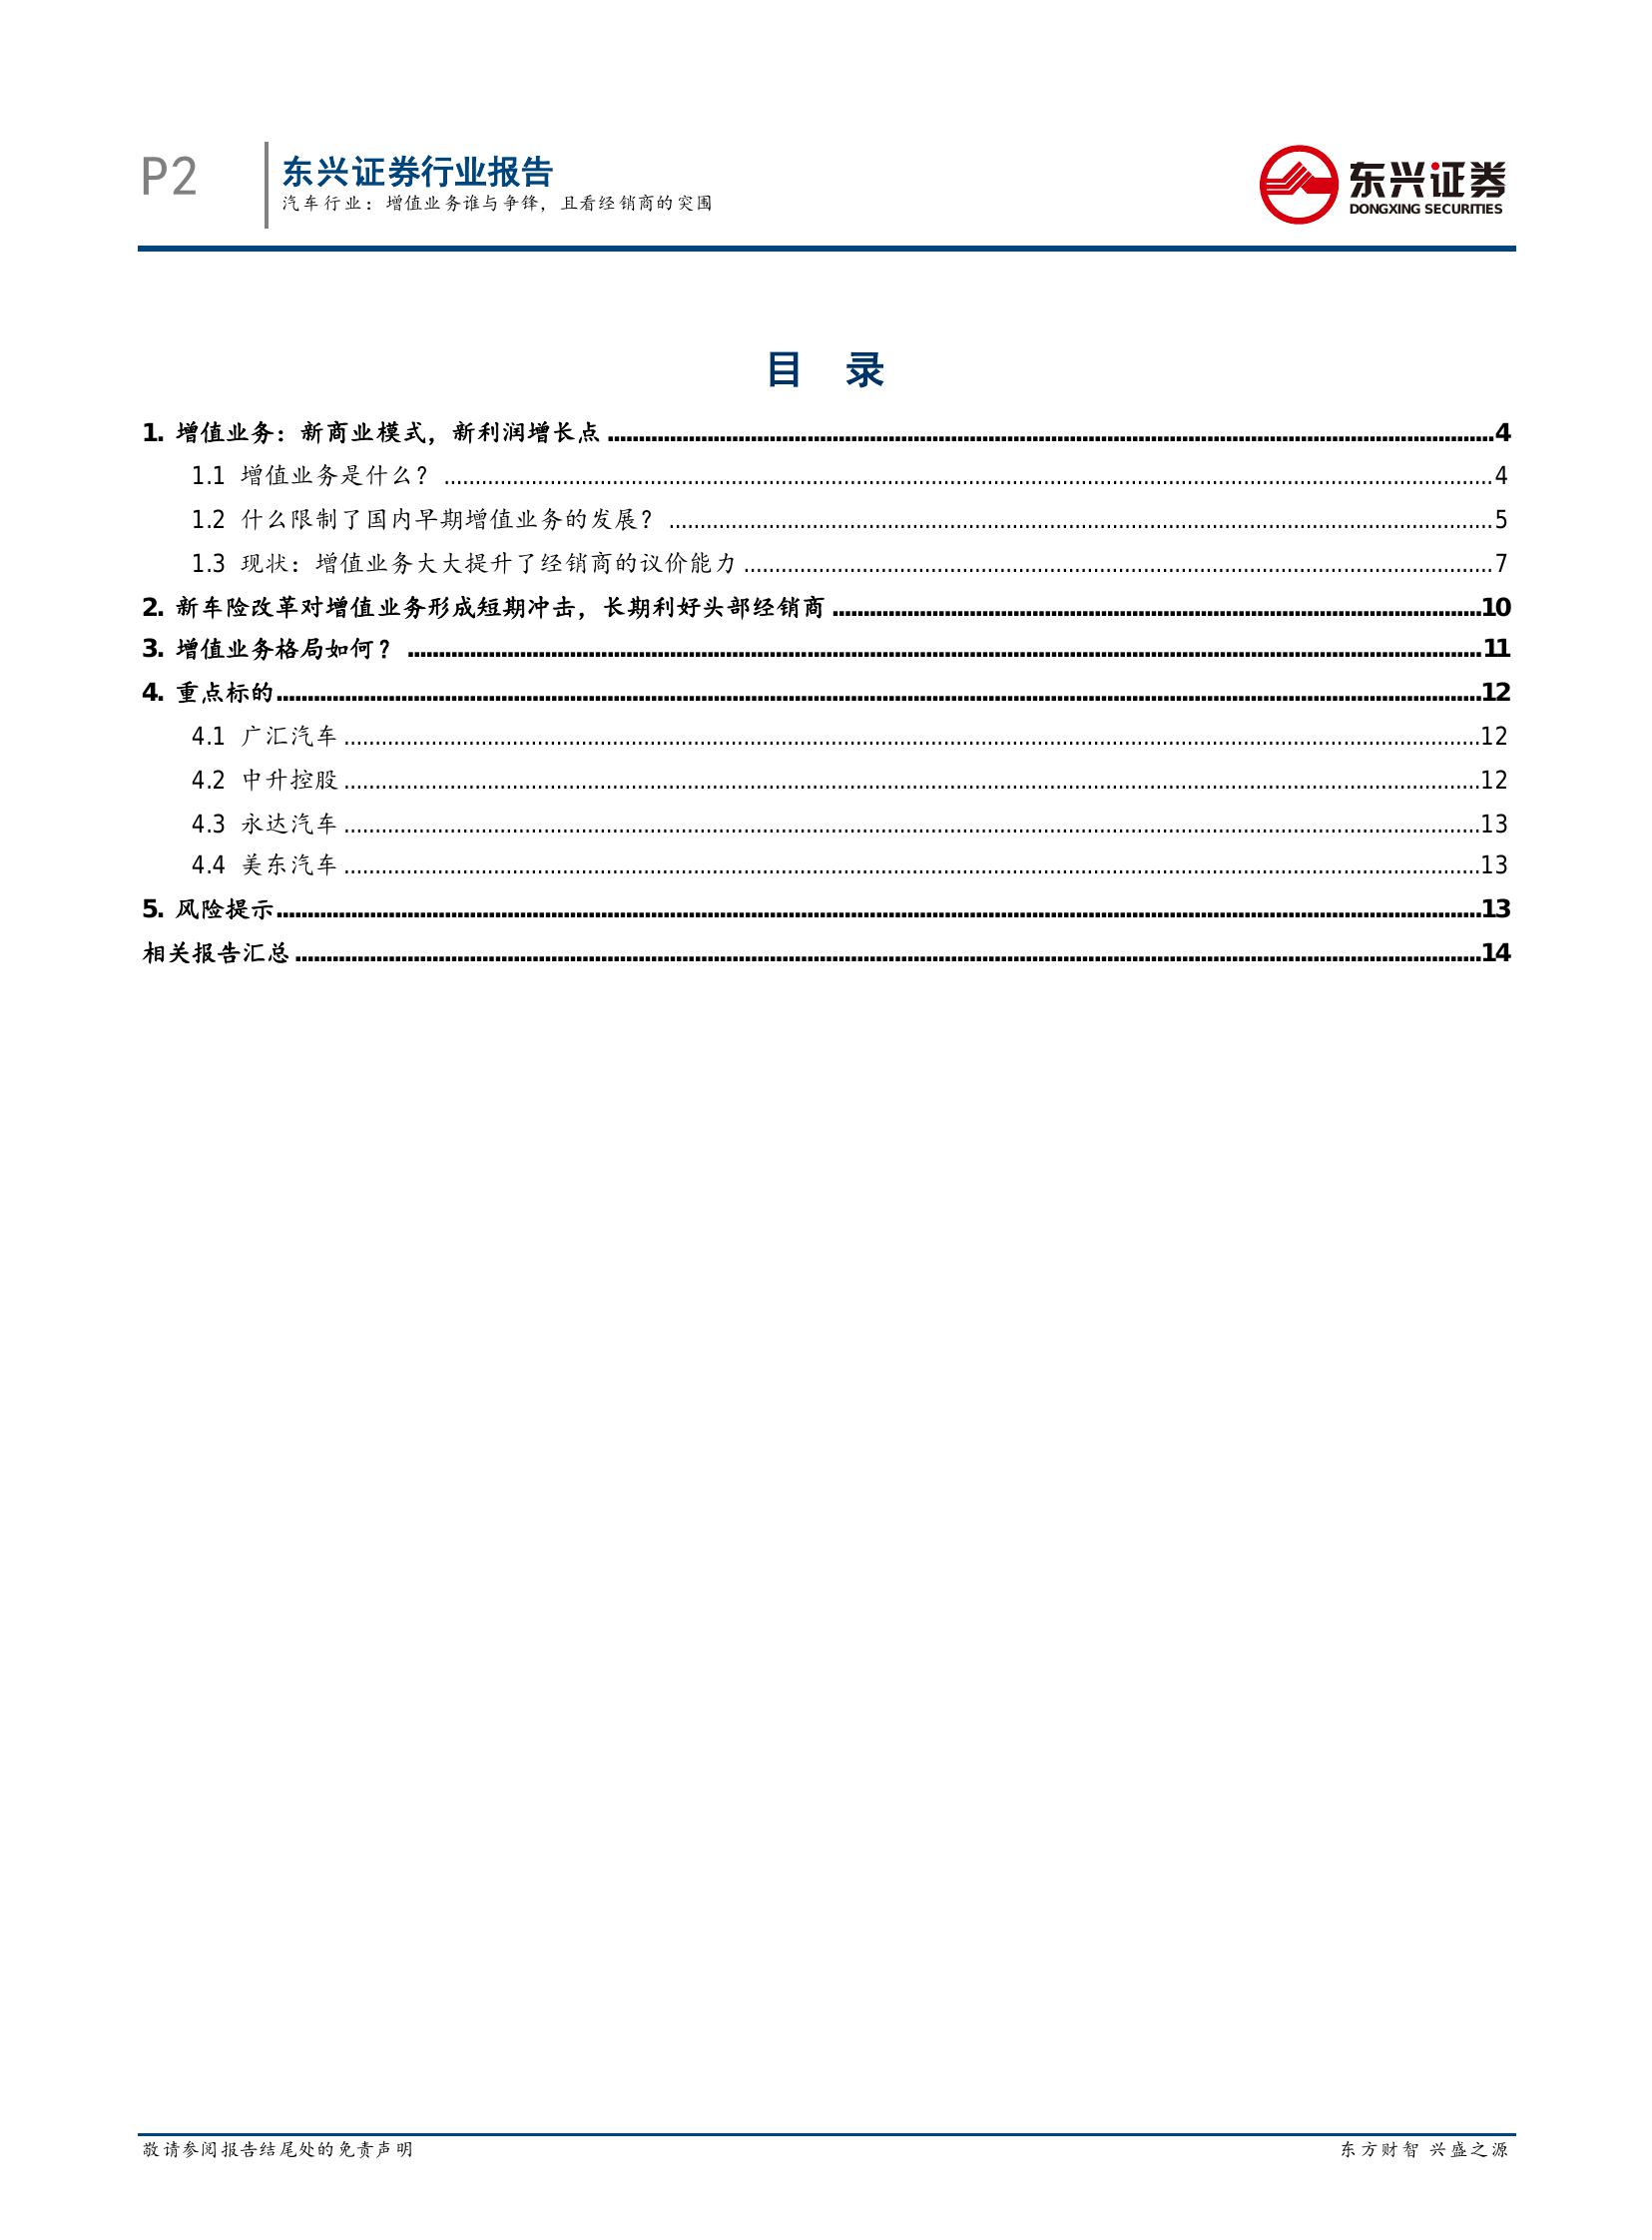 P2
东兴证券行业报告
汽车行业：增值业务谁与争锋，且看经销商的突围
东兴证券
DONGXING SECURITIES
目 录
1. 增值业务：新商业模式，新利润增长点 4
1.1 增值业务是什么？ 4
1.2 什么限制了国内早期增值业务的发展？ 5
1.3 现状：增值业务大大提升了经销商的议价能力 7
2. 新车险改革对增值业务形成短期冲击，长期利好头部经销商 10
3. 增值业务格局如何？ 11
4. 重点标的 12
4.1 广汇汽车 12
4.2 中升控股 12
4.3 永达汽车 13
4.4 美东汽车 13
5. 风险提示 13
相关报告汇总 14
敬请参阅报告结尾处的免责声明
东方财智 兴盛之源